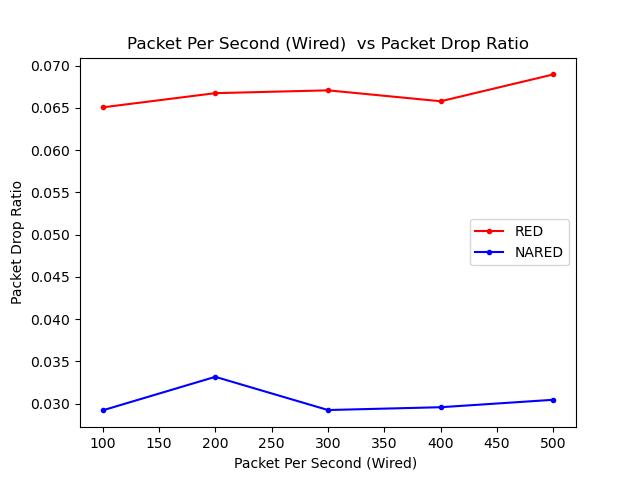 Packet Per Second (Wired)  vs Packet Drop Ratio
0.070
0.065
0.060
0.055
0.050
0.045
0.040
0.035
0.030
Packet Drop Ratio
RED
NARED
100 150 200 250 300 350 400 450 500
Packet Per Second (Wired)